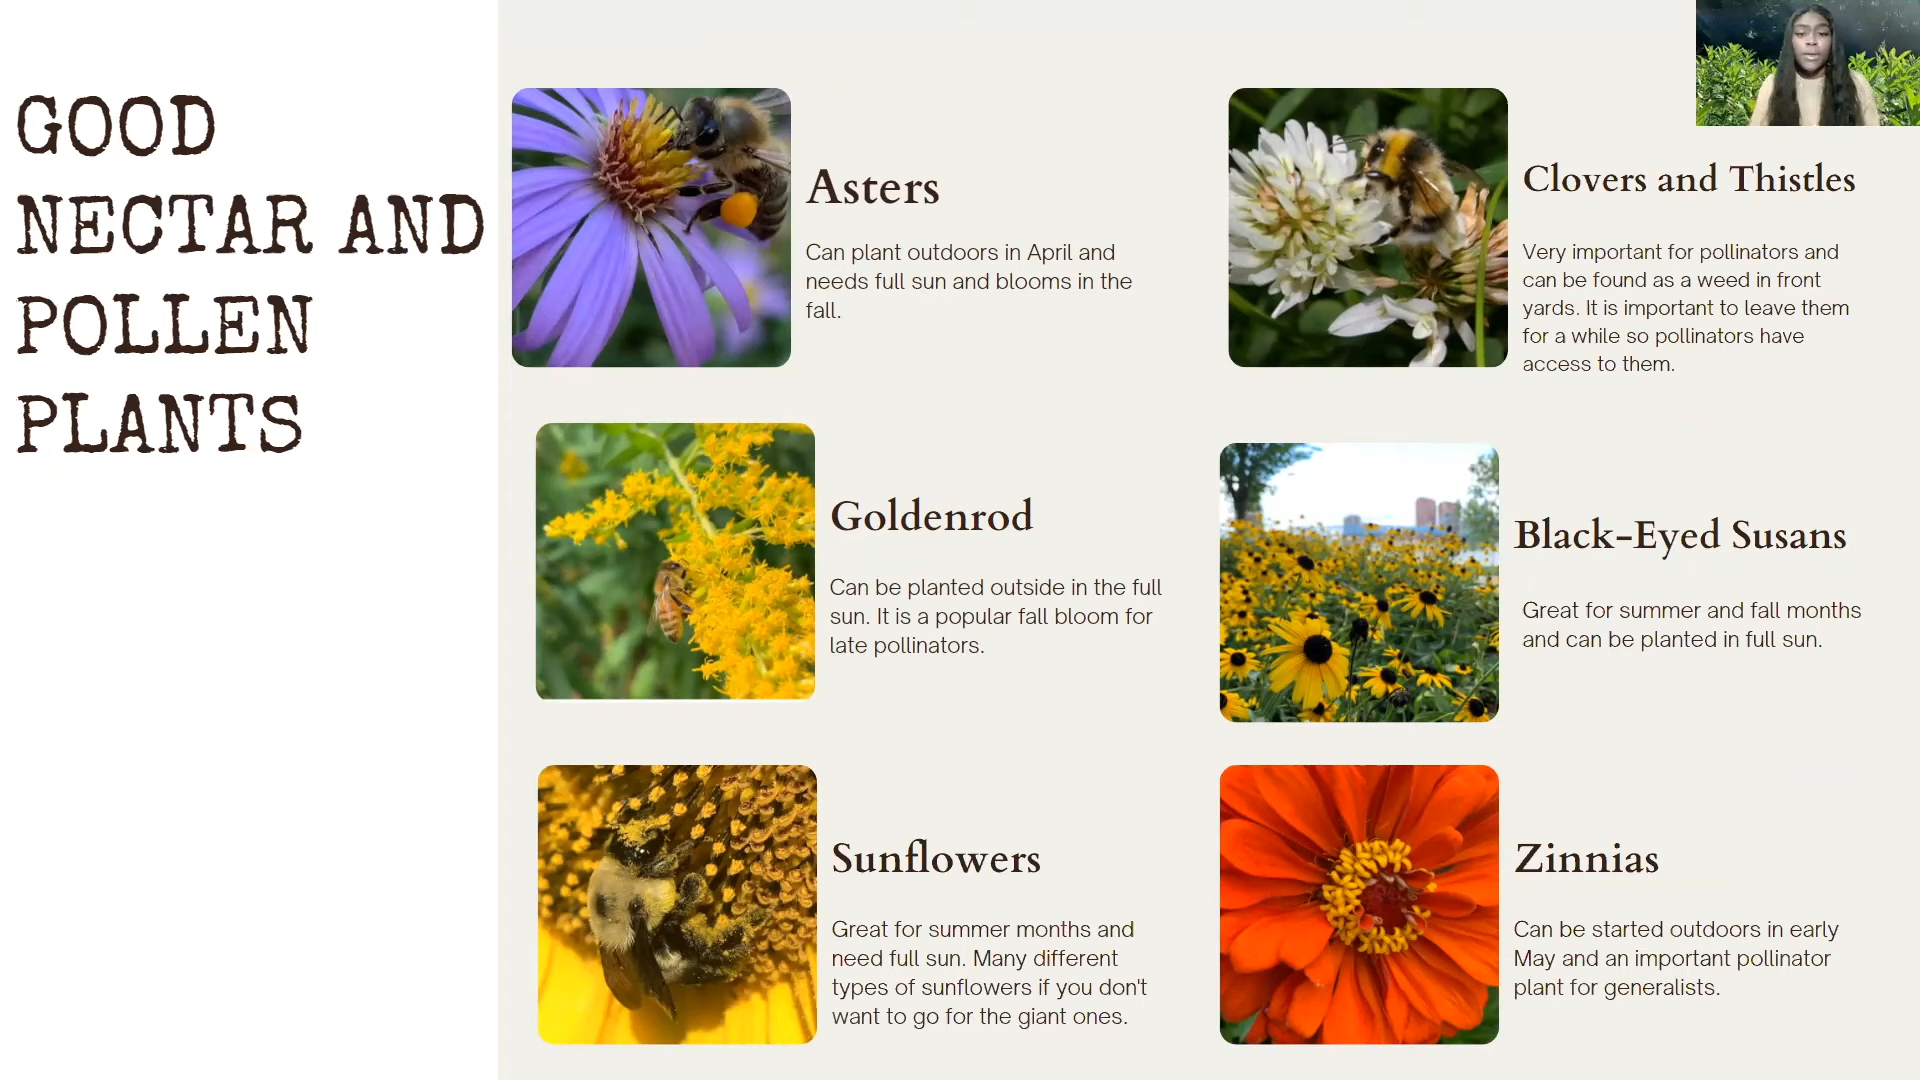 GOOD
NECTAR AND
POLLEN
PLANTS
Asters
Can plant outdoors in April and
needs full sun and blooms in the
fall.
Clovers and Thistles
Very important for pollinators and
can be found as a weed in front
yards. It is important to leave them
for a while so pollinators have
access to them.
Goldenrod
Can be planted outside in the full
sun. It is a popular fall bloom for
late pollinators.
Black-Eyed Susans
Great for summer and fall months
and can be planted in full sun.
Sunflowers
Great for summer months and
need full sun. Many different
types of sunflowers if you don't
want to go for the giant ones.
Zinnias
Can be started outdoors in early
May and an important pollinator
plant for generalists.